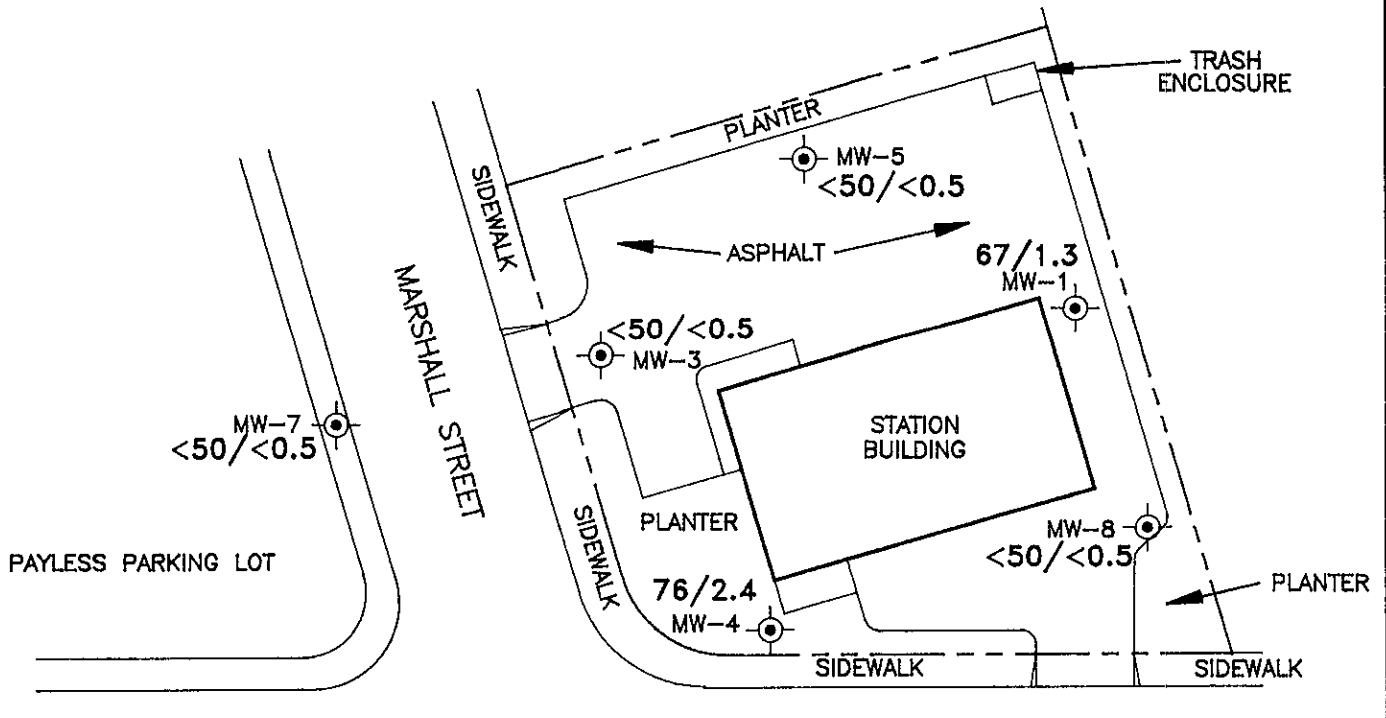 TRASH
ENCLOSURE
PLANTER
MW-5
<50/<0.5
SIDEWALK
ASPHALT
67/1.3
MW-1
MARSHALL STREET
<50/<0.5
MW-3
MW-7
<50/<0.5
STATION
BUILDING
SIDEWALK
PLANTER
MW-8
<50/<0.5
PAYLESS PARKING LOT
PLANTER
76/2.4
MW-4
SIDEWALK
SIDEWALK